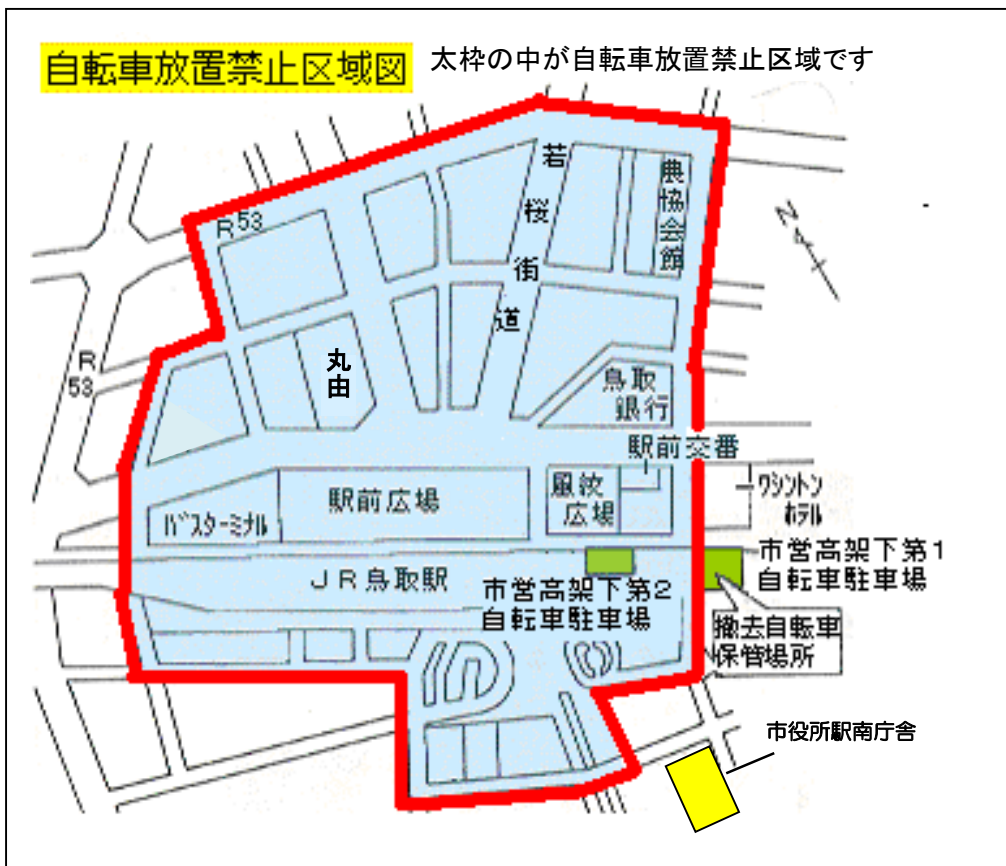 自転車放置禁止区域図
太枠の中が自転車放置禁止区域です
若桜街道
農協会館
R53
N
R
53
丸由
鳥取
銀行
駅前交番
ワシントン
ホテル
風紋
広場
駅前広場
バスターミナル
市営高架下第1
自転車駐車場
JR鳥取駅
市営高架下第2
自転車駐車場
撤去自転車
保管場所
市役所駅南庁舎